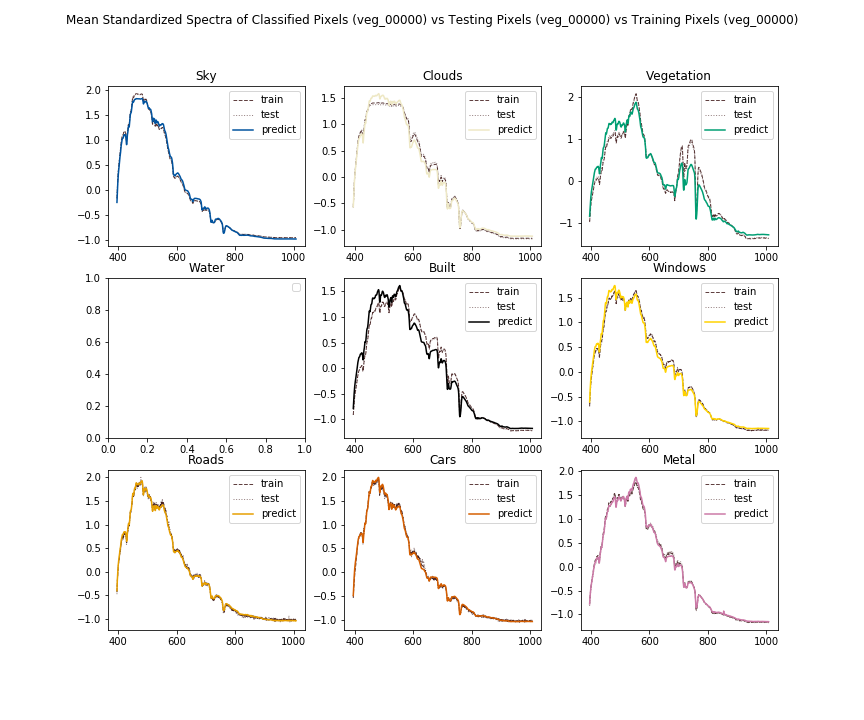 Mean Standardized Spectra of Classified Pixels (veg_00000) vs Testing Pixels (veg_00000) vs Training Pixels (veg_00000)
Sky
2.0
1.5
1.0
0.5
0.0
−0.5
−1.0
400 600 800 1000
train
test
predict
Clouds
1.5
1.0
0.5
0.0
−0.5
−1.0
400 600 800 1000
train
test
predict
Vegetation
2
1
0
−1
400 600 800 1000
train
test
predict
Water
1.0
0.8
0.6
0.4
0.2
0.0
0.0 0.2 0.4 0.6 0.8 1.0
Built
1.5
1.0
0.5
0.0
−0.5
−1.0
400 600 800 1000
train
test
predict
Windows
1.5
1.0
0.5
0.0
−0.5
−1.0
400 600 800 1000
train
test
predict
Roads
2.0
1.5
1.0
0.5
0.0
−0.5
−1.0
400 600 800 1000
train
test
predict
Cars
2.0
1.5
1.0
0.5
0.0
−0.5
−1.0
400 600 800 1000
train
test
predict
Metal
2.0
1.5
1.0
0.5
0.0
−0.5
−1.0
400 600 800 1000
train
test
predict